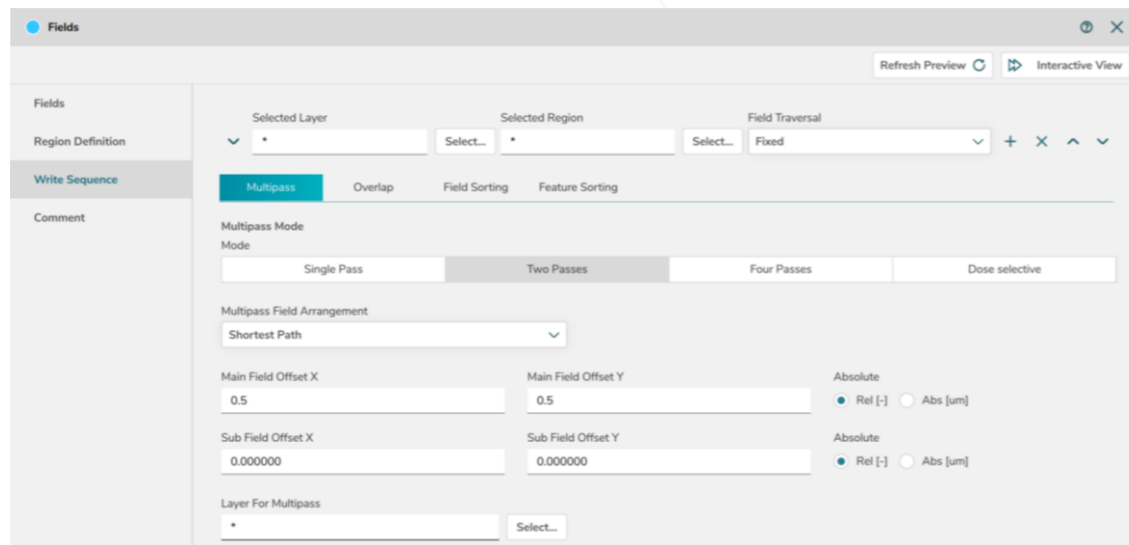 Fields
Refresh Preview Interactive View
Fields
Region Definition
Write Sequence
Comment
Selected Layer Selected Region Field Traversal
* Select... * Select... Fixed
Multipass Overlap Field Sorting Feature Sorting
Multipass Mode
Mode
Single Pass Two Passes Four Passes Dose selective
Multipass Field Arrangement
Shortest Path
Main Field Offset X Main Field Offset Y Absolute
0.5 0.5 Rel [-] Abs [um]
Sub Field Offset X Sub Field Offset Y Absolute
0.000000 0.000000 Rel [-] Abs [um]
Layer For Multipass
* Select...